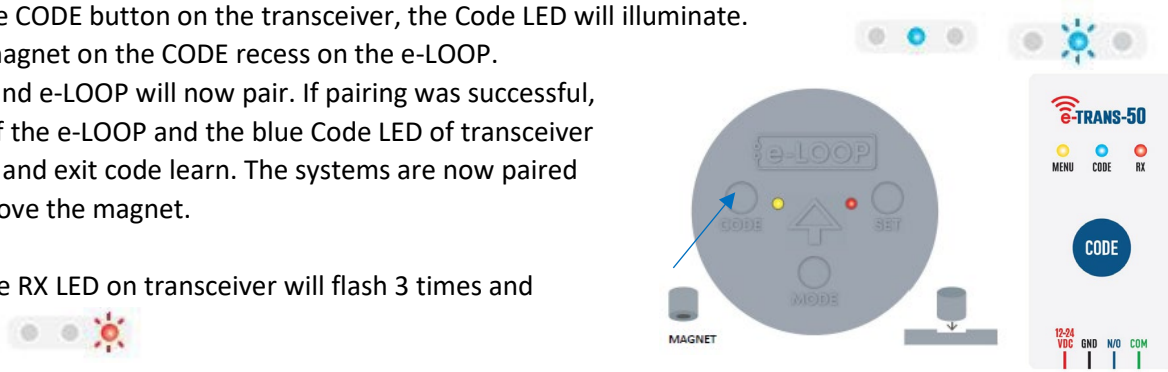 e CODE button on the transceiver, the Code LED will illuminate.
magnet on the CODE recess on the e-LOOP.
and e-LOOP will now pair. If pairing was successful,
f the e-LOOP and the blue Code LED of transceiver
and exit code learn. The systems are now paired
ove the magnet.
e RX LED on transceiver will flash 3 times and
e-LOOP
CODE
SET
MODE
MAGNET
e-TRANS-50
MENU CODE RX
CODE
12-24
VDC GND N/O COM